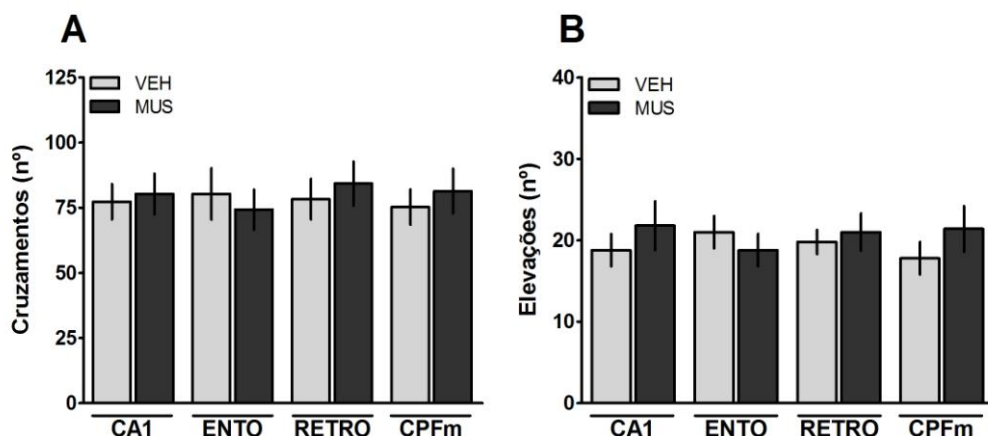 A
VEH
MUS
Cruzamentos (nº)
125
100
75
50
25
0
CA1 ENTO RETRO CPFm
B
VEH
MUS
Elevações (nº)
40
30
20
10
0
CA1 ENTO RETRO CPFm